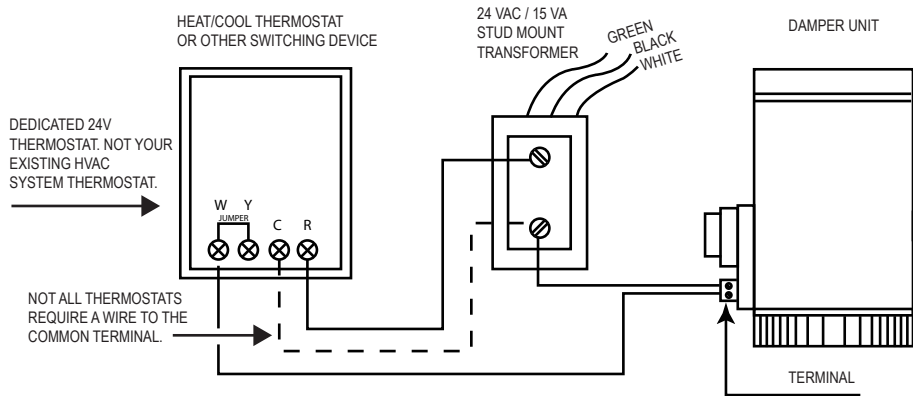 HEAT/COOL THERMOSTAT
OR OTHER SWITCHING DEVICE
24 VAC / 15 VA
STUD MOUNT
TRANSFORMER
GREEN
BLACK
WHITE
DAMPER UNIT
DEDICATED 24V
THERMOSTAT. NOT YOUR
EXISTING HVAC
SYSTEM THERMOSTAT.
W Y
JUMPER
C R
NOT ALL THERMOSTATS
REQUIRE A WIRE TO THE
COMMON TERMINAL.
TERMINAL